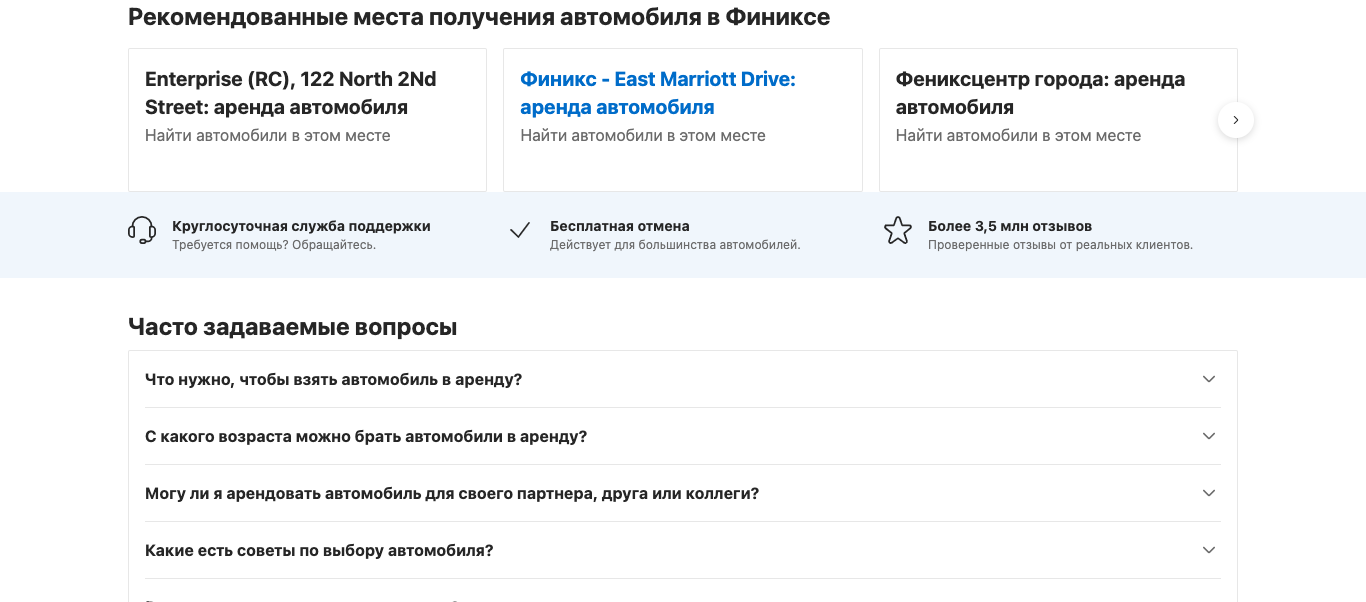 Рекомендованные места получения автомобиля в Финиксе
Enterprise (RC), 122 North 2Nd
Street: аренда автомобиля
Найти автомобили в этом месте
Финикс - East Marriott Drive:
аренда автомобиля
Найти автомобили в этом месте
Фениксцентр города: аренда
автомобиля
Найти автомобили в этом месте
Круглосуточная служба поддержки
Требуется помощь? Обращайтесь.
Бесплатная отмена
Действует для большинства автомобилей.
Более 3,5 млн отзывов
Проверенные отзывы от реальных клиентов.
Часто задаваемые вопросы
Что нужно, чтобы взять автомобиль в аренду?
С какого возраста можно брать автомобили в аренду?
Могу ли я арендовать автомобиль для своего партнера, друга или коллеги?
Какие есть советы по выбору автомобиля?